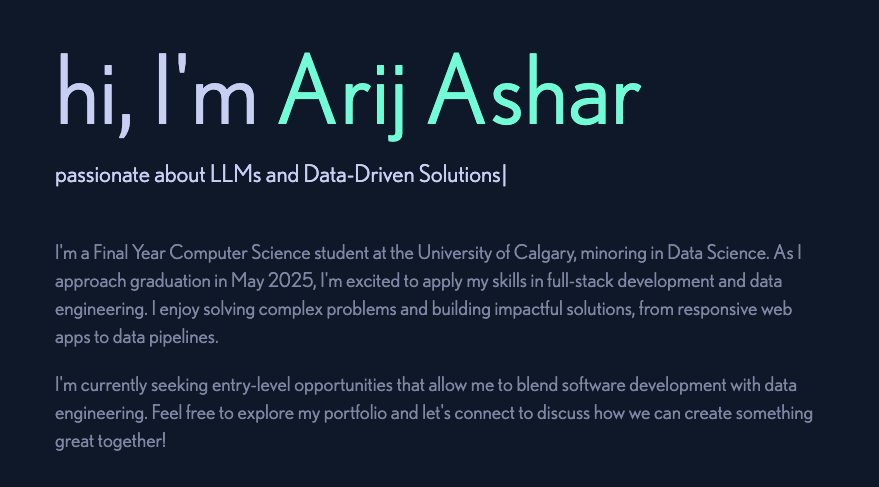 hi, I'm Arij Ashar
passionate about LLMs and Data-Driven Solutions|
I'm a Final Year Computer Science student at the University of Calgary, minoring in Data Science. As I
approach graduation in May 2025, I'm excited to apply my skills in full-stack development and data
engineering. I enjoy solving complex problems and building impactful solutions, from responsive web
apps to data pipelines.
I'm currently seeking entry-level opportunities that allow me to blend software development with data
engineering. Feel free to explore my portfolio and let's connect to discuss how we can create something
great together!